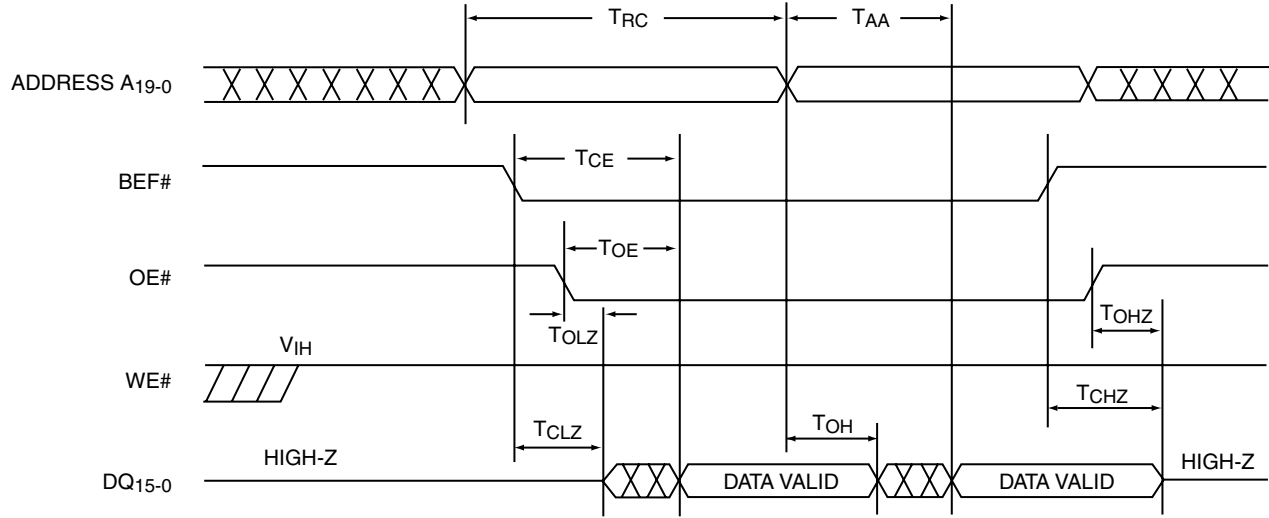 TRC TAA
ADDRESS A19-0
TCE
BEF#
TOE
OE#
TOLZ TOHZ
VIH
WE#
TCHZ
TCLZ TOH
HIGH-Z HIGH-Z
DQ15-0 DATA VALID DATA VALID